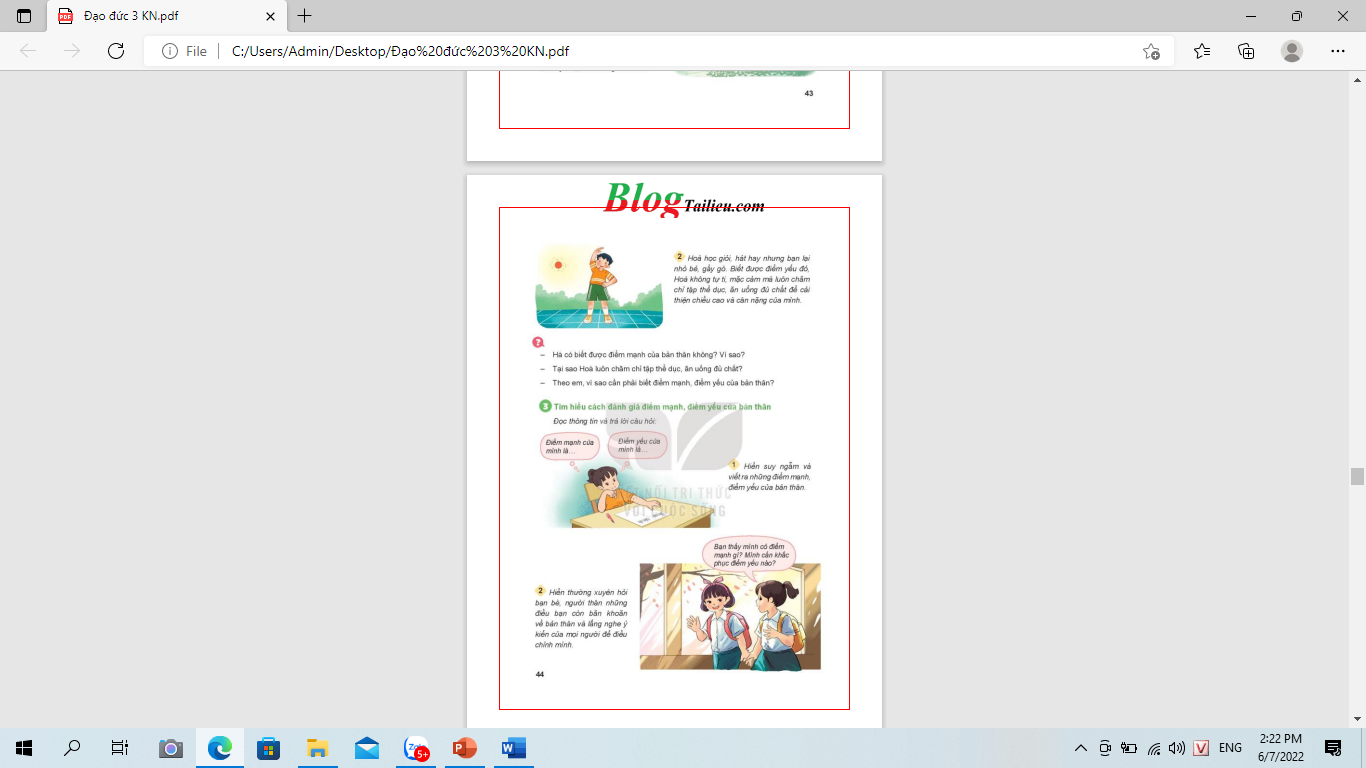 Đạo đức 3 KN.pdf
File
C:/Users/Admin/Desktop/Đạo%20đức%203%20KN.pdf
43
BlogTailieu.com
2 Hoà học giỏi, hát hay nhưng bạn lại
nhỏ bé, gầy gò. Biết được điểm yếu đó,
Hoà không tự ti, mặc cảm mà luôn chăm
chỉ tập thể dục, ăn uống đủ chất để cải
thiện chiều cao và cân nặng của mình.
?
– Hà có biết được điểm mạnh của bản thân không? Vì sao?
– Tại sao Hoà luôn chăm chỉ tập thể dục, ăn uống đủ chất?
– Theo em, vì sao cần phải biết điểm mạnh, điểm yếu của bản thân?
3 Tìm hiểu cách đánh giá điểm mạnh, điểm yếu của bản thân
Đọc thông tin và trả lời câu hỏi:
Điểm mạnh của
mình là...
Điểm yếu của
mình là...
1 Hiền suy ngẫm và
viết ra những điểm mạnh,
điểm yếu của bản thân.
KẾT NỐI TRI THỨC
VỚI CUỘC SỐNG
Bạn thấy mình có điểm
mạnh gì? Mình cần khắc
phục điểm yếu nào?
2 Hiền thường xuyên hỏi
bạn bè, người thân những
điều bạn còn băn khoăn
về bản thân và lắng nghe ý
kiến của mọi người để điều
chỉnh mình.
44
5+
ENG
2:22 PM
6/7/2022